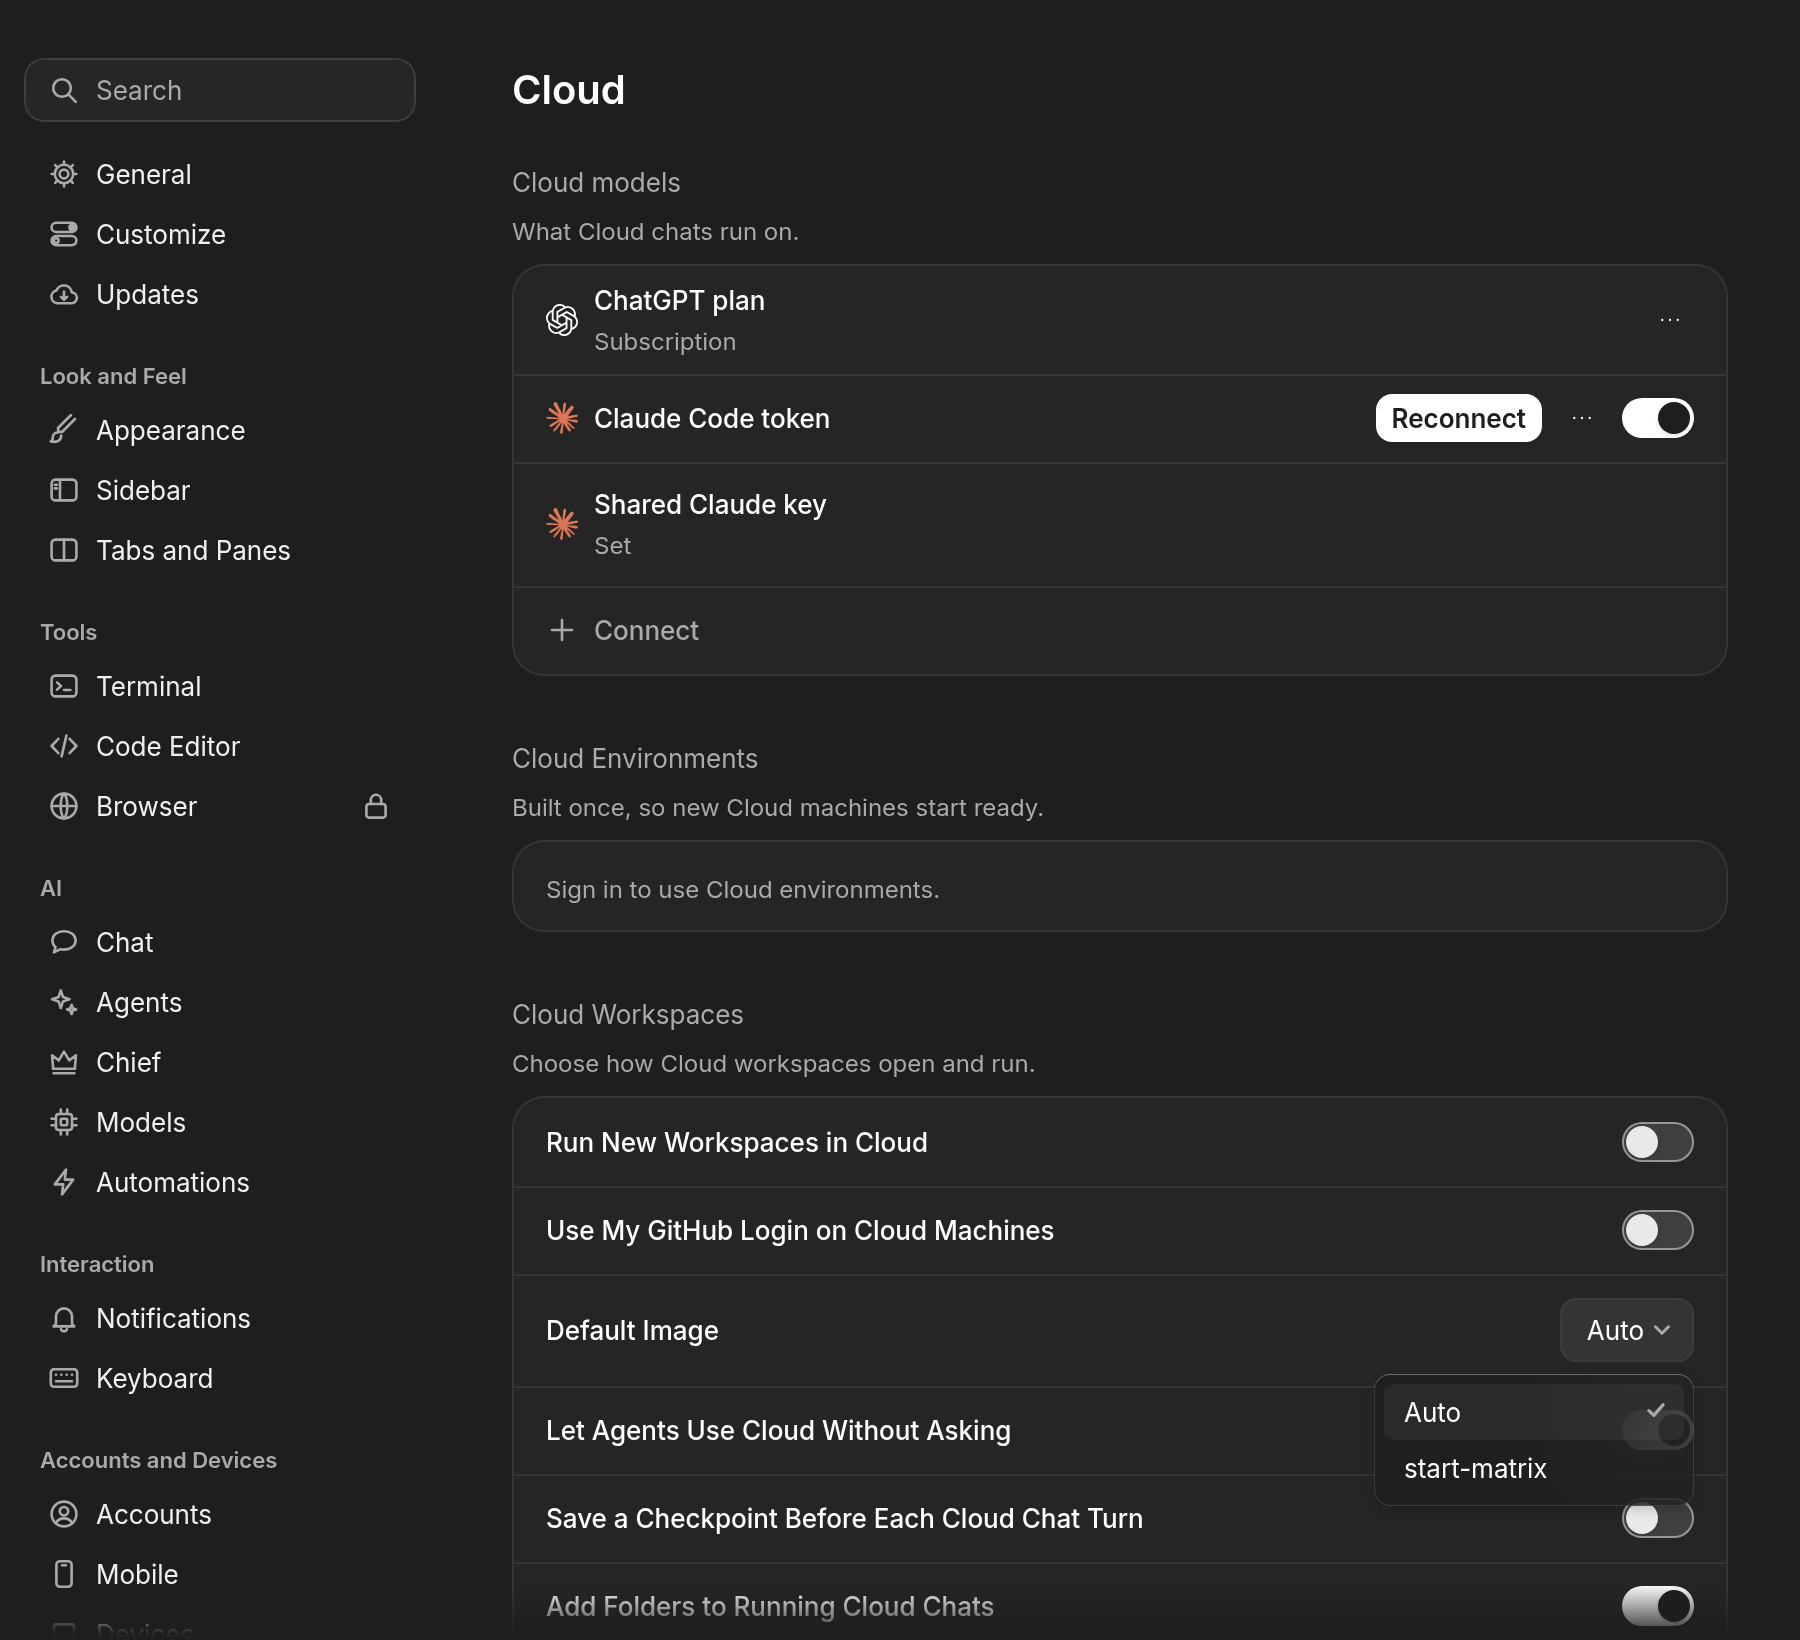 Search
General
Customize
Updates
Look and Feel
Appearance
Sidebar
Tabs and Panes
Tools
Terminal
Code Editor
Browser
AI
Chat
Agents
Chief
Models
Automations
Interaction
Notifications
Keyboard
Accounts and Devices
Accounts
Mobile
Devices
Cloud
Cloud models
What Cloud chats run on.
ChatGPT plan
Subscription
Claude Code token
Reconnect
Shared Claude key
Set
Connect
Cloud Environments
Built once, so new Cloud machines start ready.
Sign in to use Cloud environments.
Cloud Workspaces
Choose how Cloud workspaces open and run.
Run New Workspaces in Cloud
Use My GitHub Login on Cloud Machines
Default Image
Auto
Auto
Let Agents Use Cloud Without Asking
start-matrix
Save a Checkpoint Before Each Cloud Chat Turn
Add Folders to Running Cloud Chats